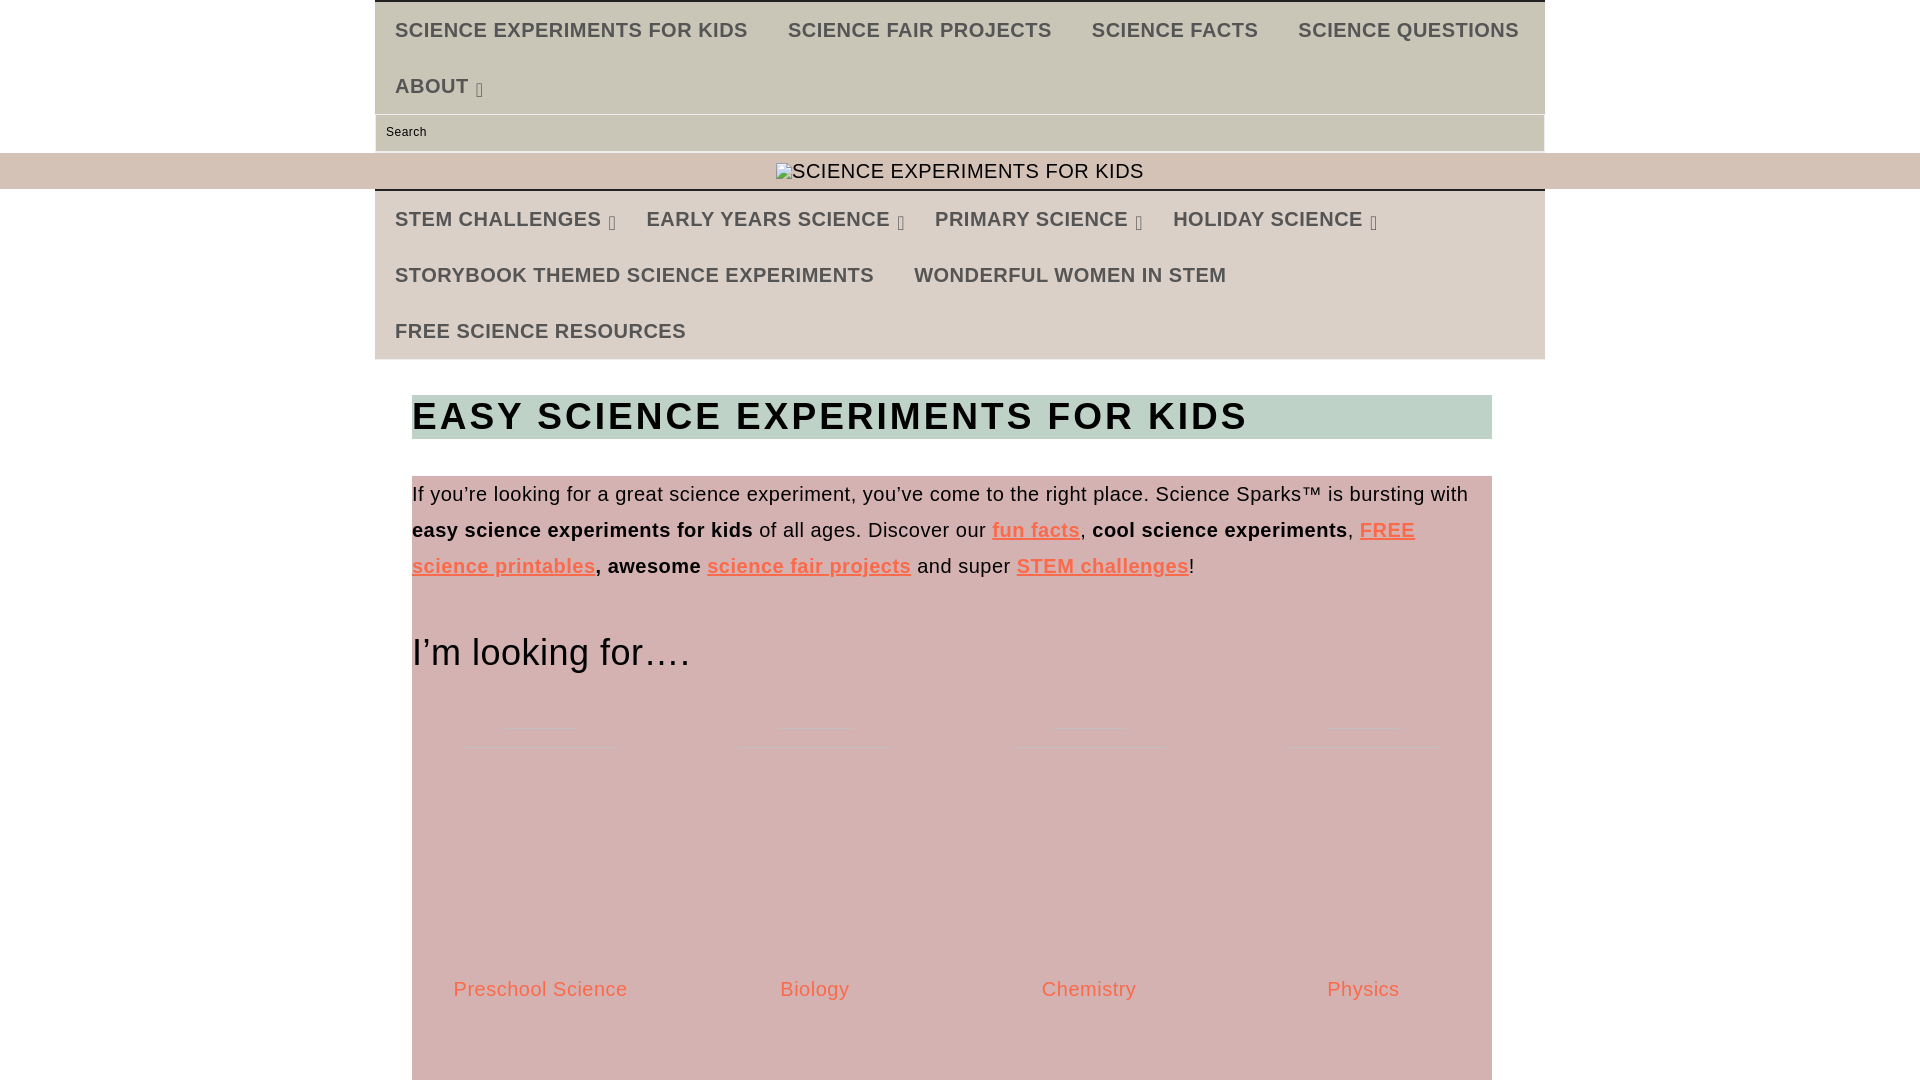 SCIENCE EXPERIMENTS FOR KIDS SCIENCE FAIR PROJECTS SCIENCE FACTS SCIENCE QUESTIONS
ABOUT
Search
SCIENCE EXPERIMENTS FOR KIDS
STEM CHALLENGES EARLY YEARS SCIENCE PRIMARY SCIENCE HOLIDAY SCIENCE
STORYBOOK THEMED SCIENCE EXPERIMENTS WONDERFUL WOMEN IN STEM
FREE SCIENCE RESOURCES
EASY SCIENCE EXPERIMENTS FOR KIDS
If you’re looking for a great science experiment, you’ve come to the right place. Science Sparks™ is bursting with
easy science experiments for kids of all ages. Discover our fun facts, cool science experiments, FREE
science printables, awesome science fair projects and super STEM challenges!
I’m looking for….
Preschool Science Biology Chemistry Physics